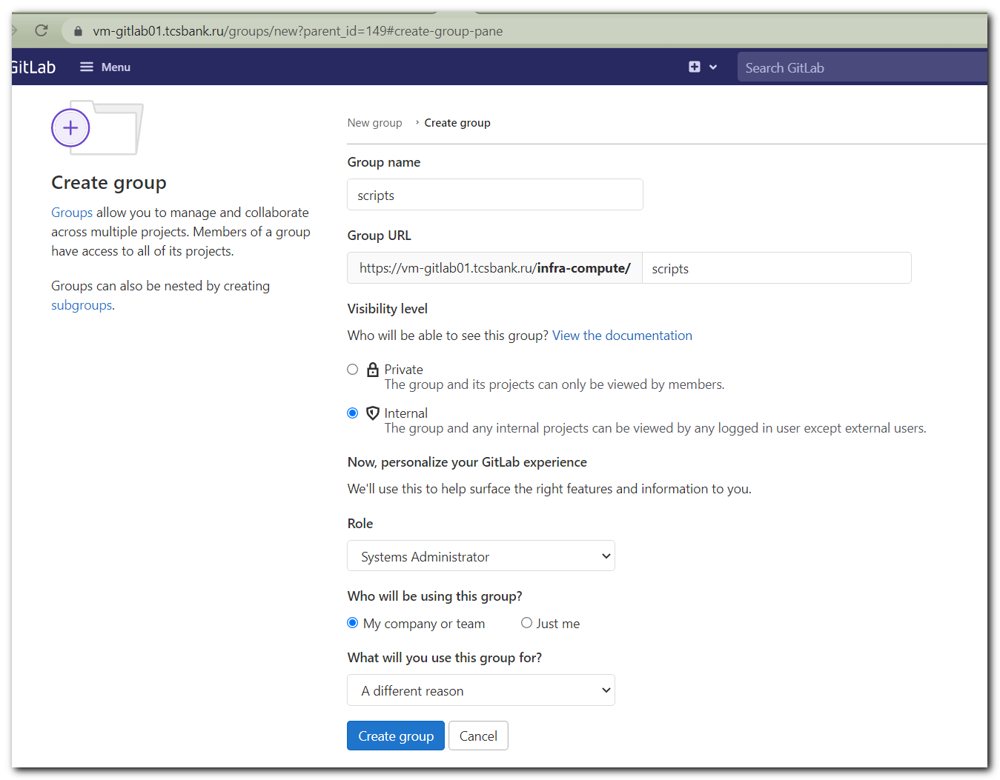 vm-gitlab01.tcsbank.ru/groups/new?parent_id=149#create-group-pane
GitLab
Menu
Search GitLab
New group › Create group
Create group
Groups allow you to manage and collaborate
across multiple projects. Members of a group
have access to all of its projects.
Groups can also be nested by creating
subgroups.
Group name
scripts
Group URL
https://vm-gitlab01.tcsbank.ru/infra-compute/ scripts
Visibility level
Who will be able to see this group? View the documentation
Private
The group and its projects can only be viewed by members.
Internal
The group and any internal projects can be viewed by any logged in user except external users.
Now, personalize your GitLab experience
We'll use this to help surface the right features and information to you.
Role
Systems Administrator
Who will be using this group?
My company or team Just me
What will you use this group for?
A different reason
Create group Cancel